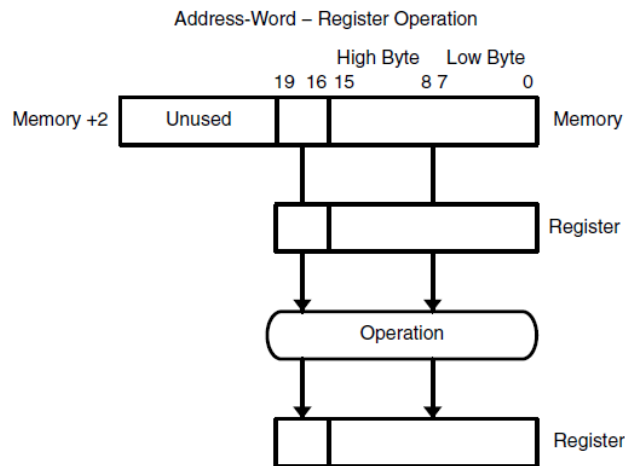 Address-Word – Register Operation
High Byte Low Byte
19 16 15 8 7 0
Memory +2 Unused Memory
Register
Operation
Register